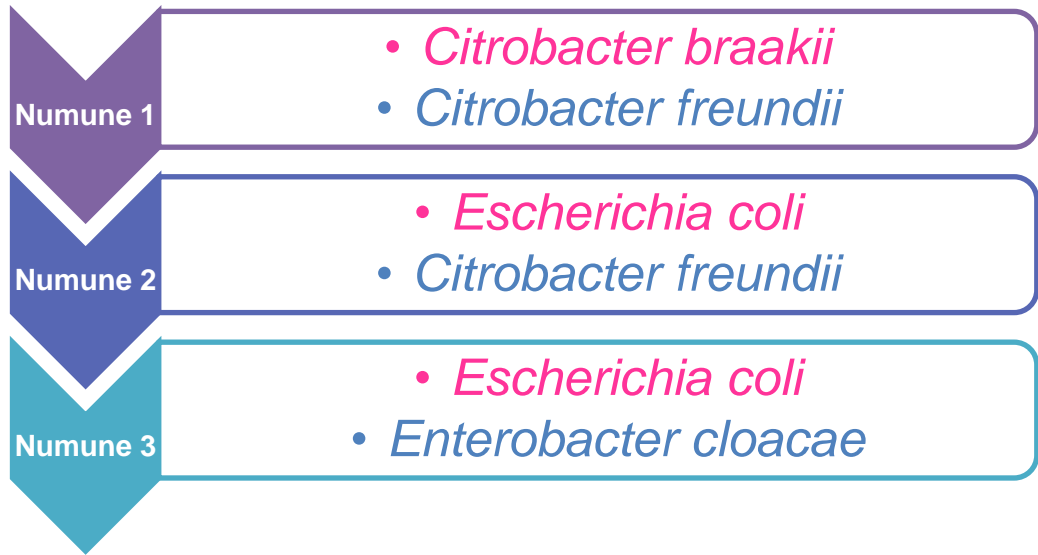 Numune 1
• Citrobacter braakii
• Citrobacter freundii
Numune 2
• Escherichia coli
• Citrobacter freundii
Numune 3
• Escherichia coli
• Enterobacter cloacae